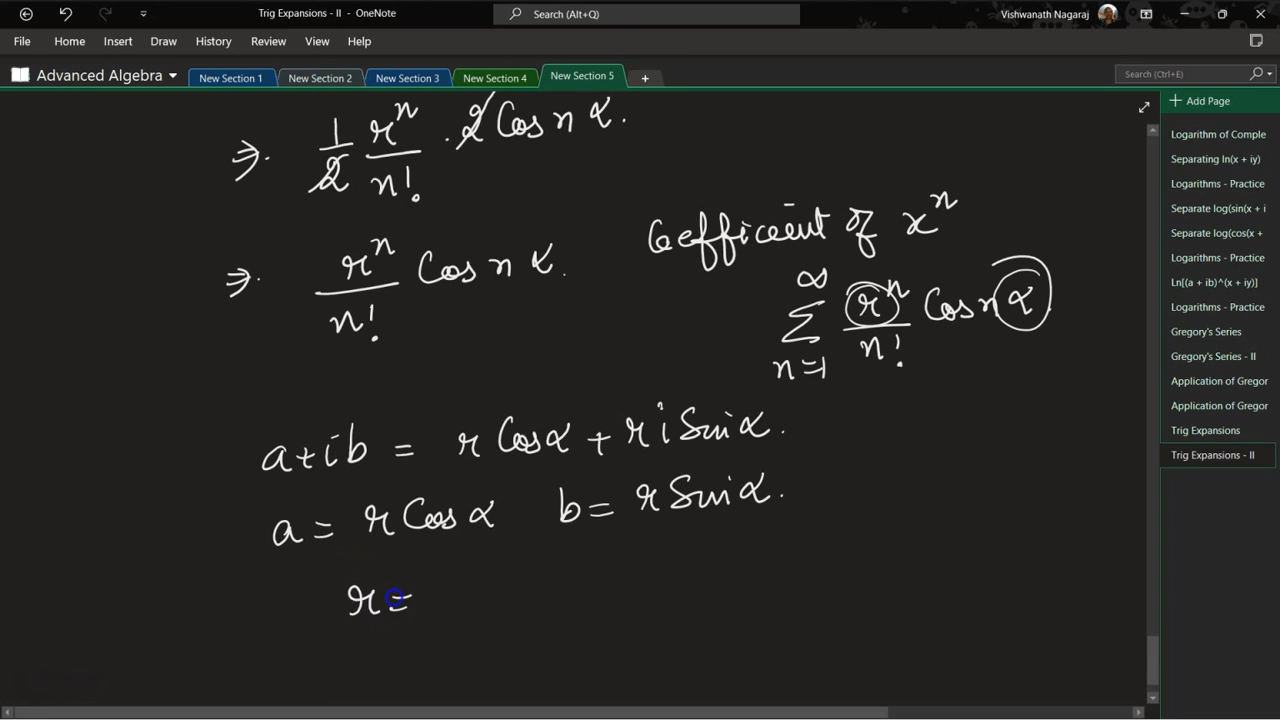 Trig Expansions - II - OneNote
Search (Alt+Q)
Vishwanath Nagaraj
File Home Insert Draw History Review View Help
Advanced Algebra
New Section 1 New Section 2 New Section 3 New Section 4 New Section 5 +
Search (Ctrl+E)
Add Page
Logarithm of Comple
Separating ln(x + iy)
Logarithms - Practice
Separate log(sin(x + i
Separate log(cos(x +
Logarithms - Practice
Ln[(a + ib)^(x + iy)]
Logarithms - Practice
Gregory's Series
Gregory's Series - II
Application of Gregor
Application of Gregor
Trig Expansions
Trig Expansions - II
⇒. 1/2 r^n/n! . 2 Cos n α.
⇒. r^n/n! Cos n α.
Coefficient of x^n
∞ Σ n=1 r^n/n! Cos n α.
a+ib = r Cos α + r i Sin α.
a = r Cos α b = r Sin α.
r =